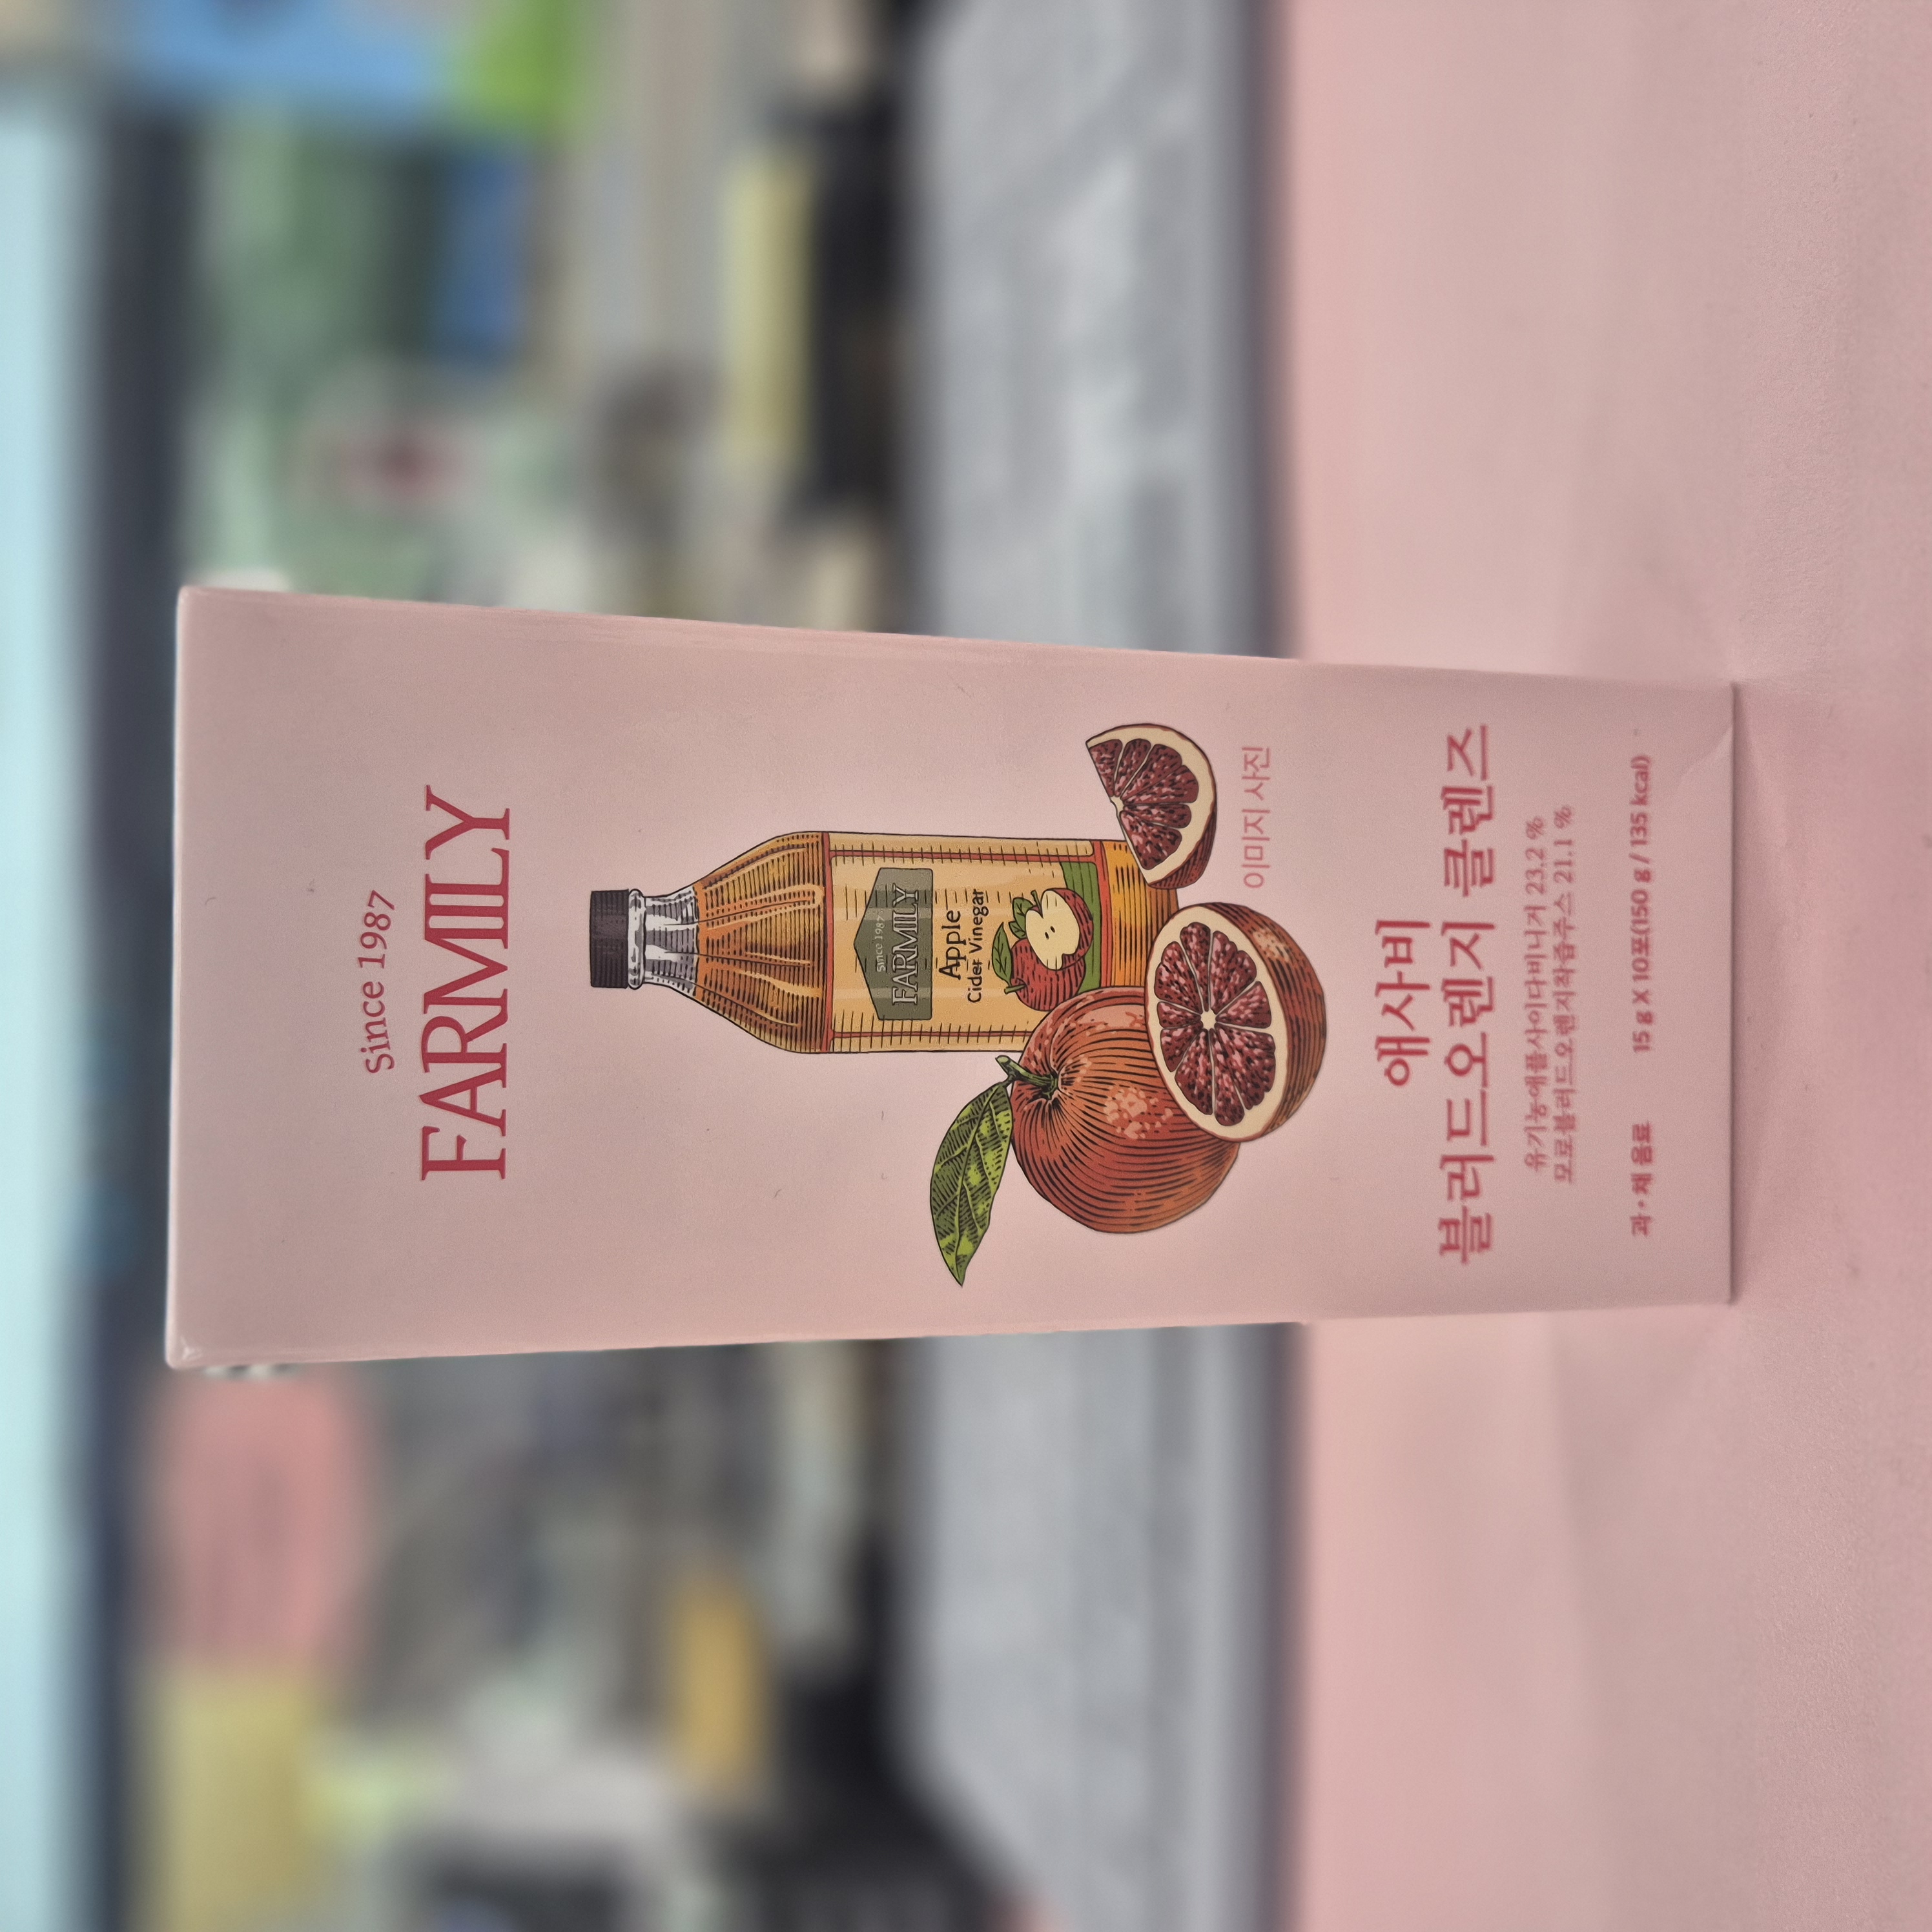 Since 1987
FARMILY
Since 1987
FARMILY
Apple
Cider Vinegar
이미지 사진
애사비
블러드오렌지 클렌즈
유기농애플사이다비니거 23.2 %
모로블러드오렌지착즙주스 21.1 %
과·채 음료 15 g X 10포(150 g / 135 kcal)